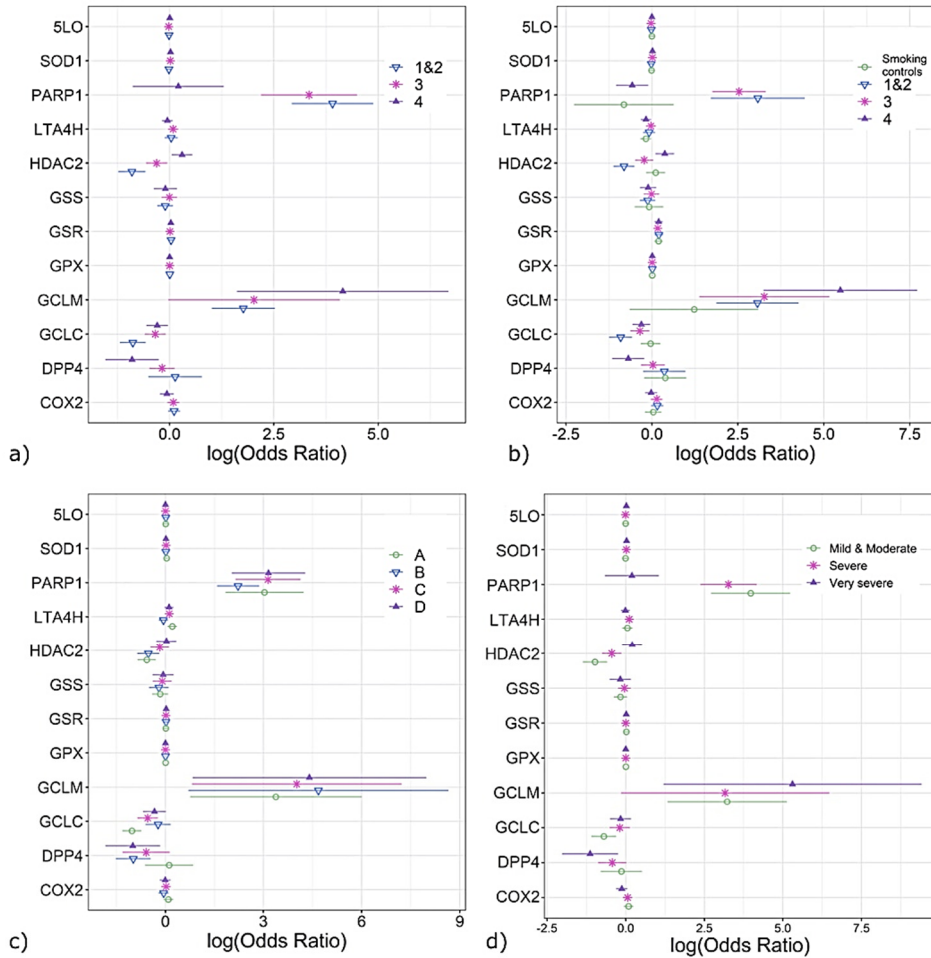 5LO
SOD1
PARP1
LTA4H
HDAC2
GSS
GSR
GPX
GCLM
GCLC
DPP4
COX2
1&2
3
4
0.0 2.5 5.0
log(Odds Ratio)
a)
5LO
SOD1
PARP1
LTA4H
HDAC2
GSS
GSR
GPX
GCLM
GCLC
DPP4
COX2
Smoking
controls
1&2
3
4
-2.5 0.0 2.5 5.0 7.5
log(Odds Ratio)
b)
5LO
SOD1
PARP1
LTA4H
HDAC2
GSS
GSR
GPX
GCLM
GCLC
DPP4
COX2
A
B
C
D
0 3 6 9
log(Odds Ratio)
c)
5LO
SOD1
PARP1
LTA4H
HDAC2
GSS
GSR
GPX
GCLM
GCLC
DPP4
COX2
Mild & Moderate
Severe
Very severe
-2.5 0.0 2.5 5.0 7.5
log(Odds Ratio)
d)